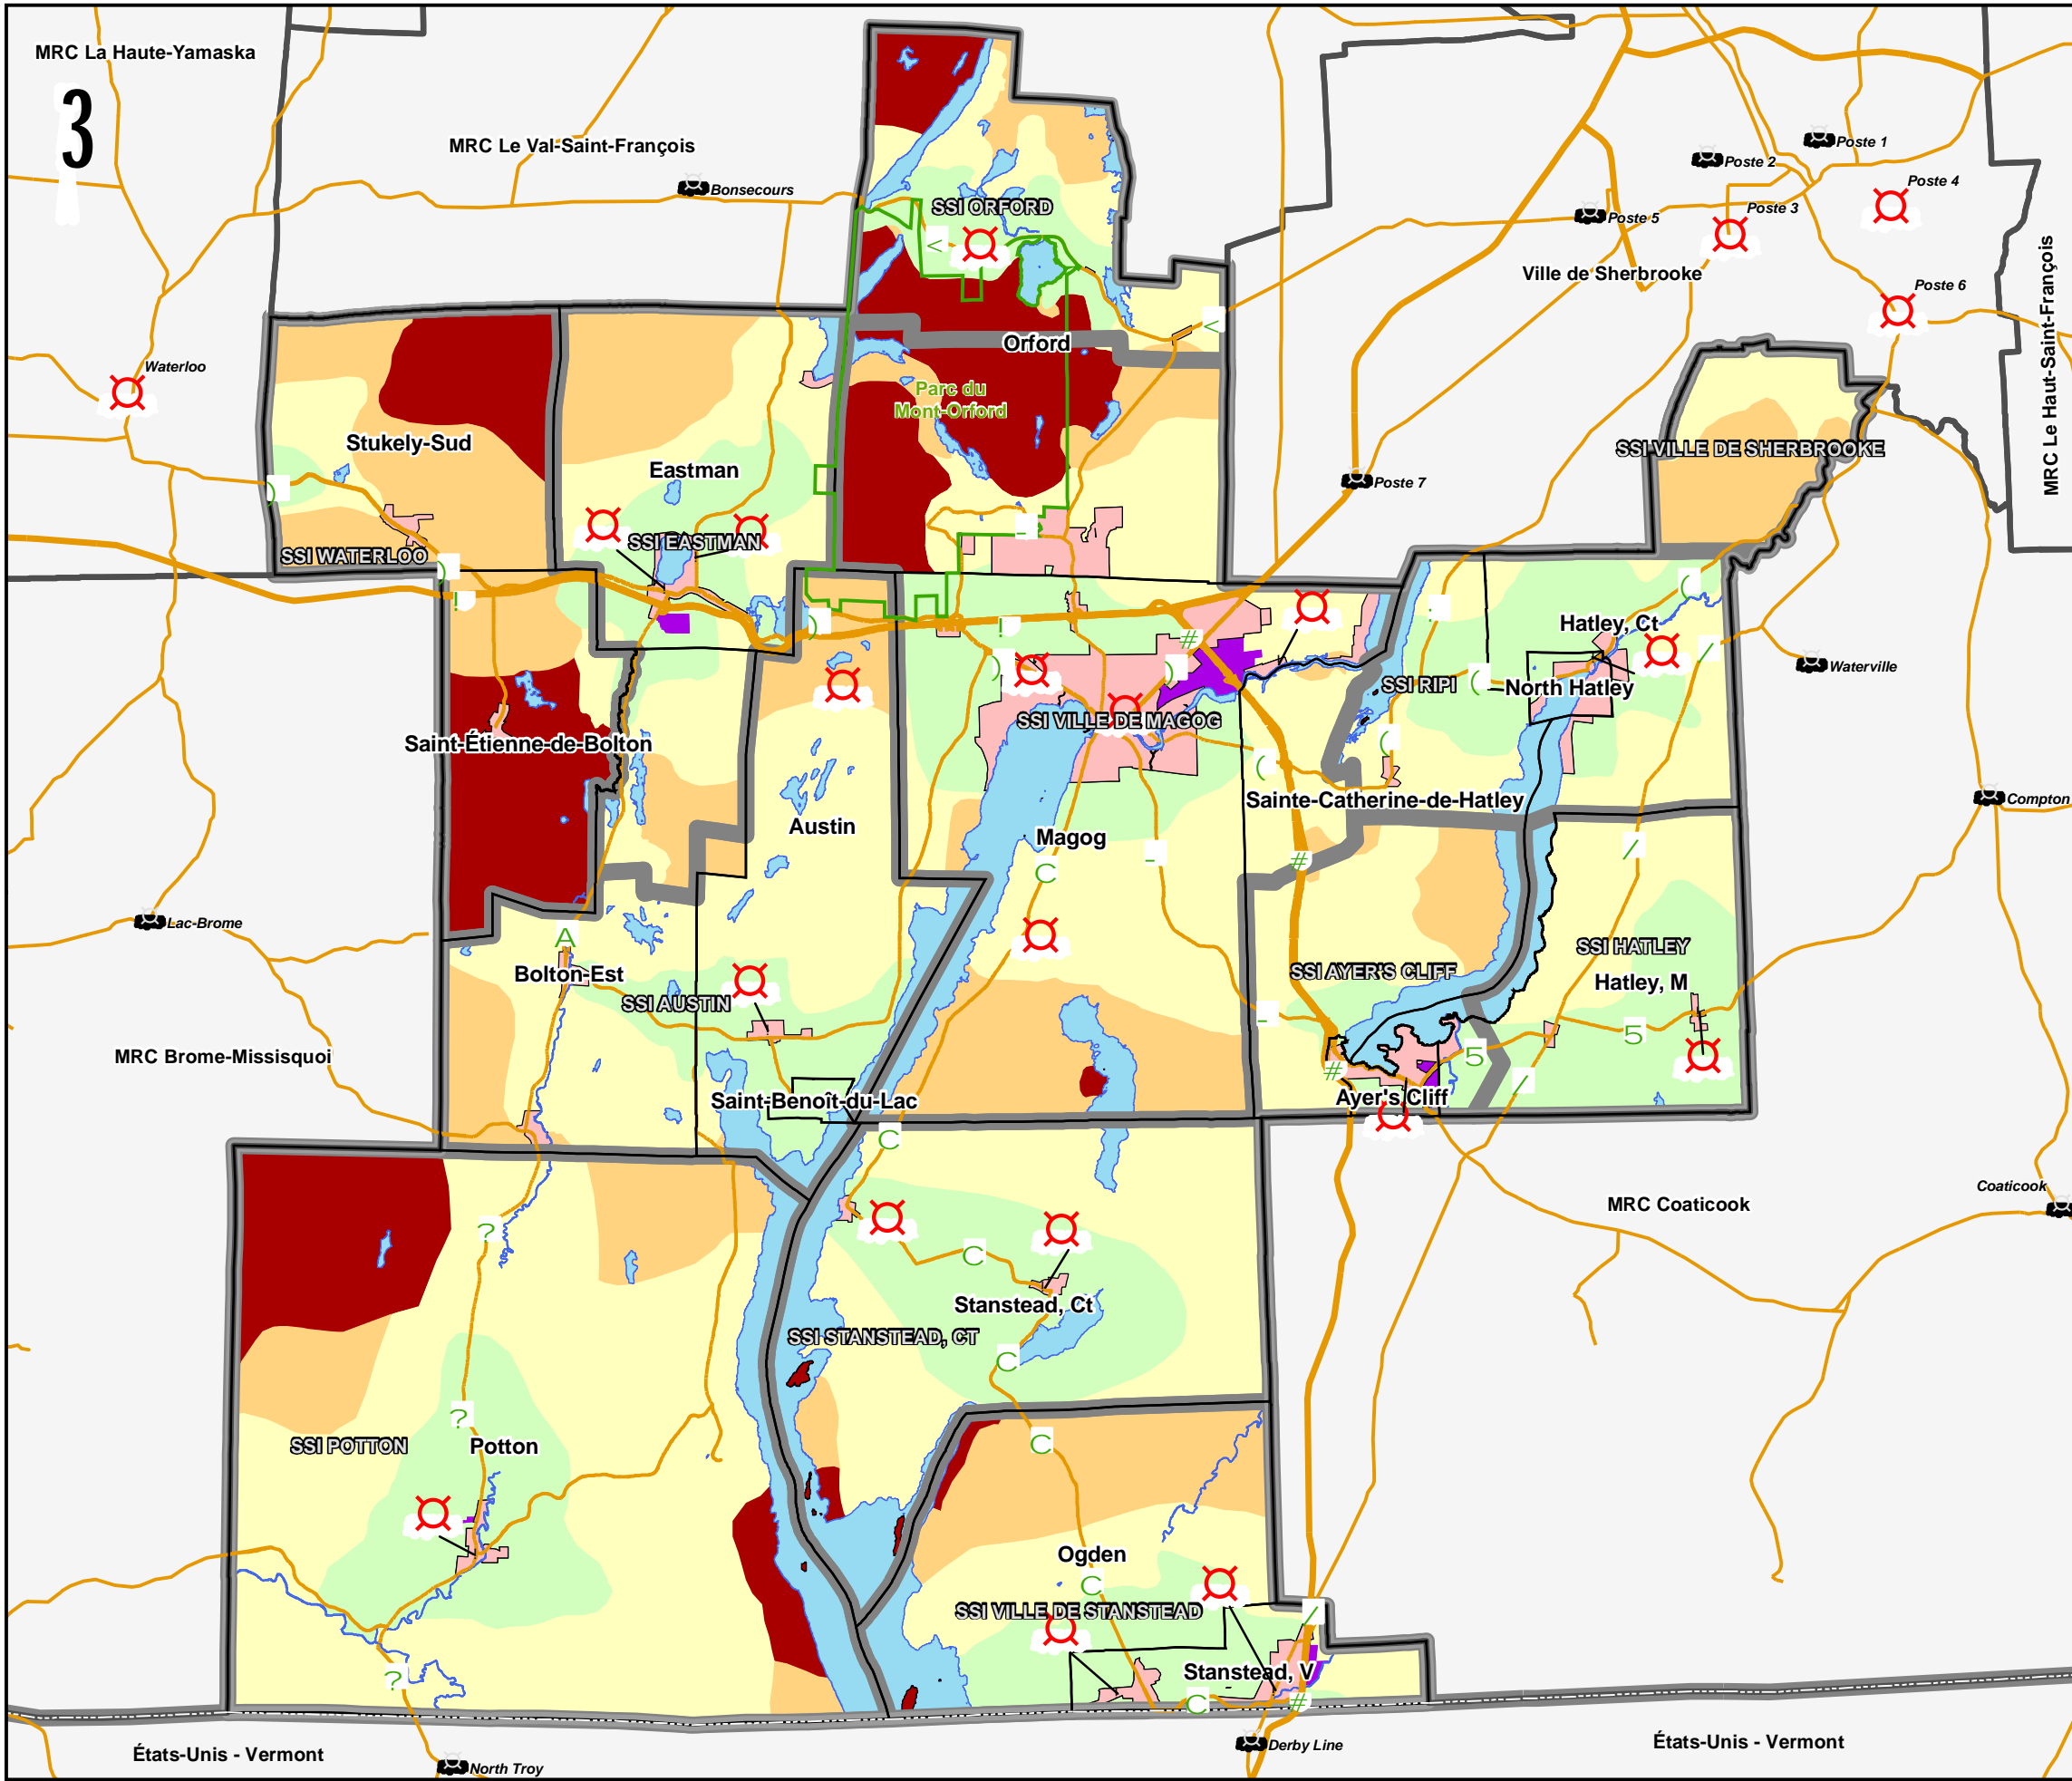 MRC La Haute-Yamaska
3
MRC Le Val-Saint-François
Bonsecours
Poste 1
Poste 2
Poste 4
Poste 3
Poste 5
SSI ORFORD
<
Ville de Sherbrooke
Poste 6
MRC Le Haut-Saint-François
<
Orford
Waterloo
Parc du
Mont-Orford
Stukely-Sud
SSI VILLE DE SHERBROOKE
Eastman
Poste 7
)
-
SSI EASTMAN
SSI WATERLOO
)
!
)
!
#
)
)
:
(
Hatley, Ct
/
Waterville
SSI RIPI
(
North Hatley
SSI VILLE DE MAGOG
Saint-Étienne-de-Bolton
(
(
Sainte-Catherine-de-Hatley
Compton
Austin
Magog
C
-
#
/
Lac-Brome
A
Bolton-Est
SSI AUSTIN
SSI AYER'S CLIFF
SSI HATLEY
Hatley, M
-
5
5
MRC Brome-Missisquoi
#
/
Ayer's Cliff
Saint-Benoît-du-Lac
C
Coaticook
MRC Coaticook
?
C
Stanstead, Ct
SSI STANSTEAD, CT
C
?
C
SSI POTTON
Potton
Ogden
C
SSI VILLE DE STANSTEAD
/
Stanstead, V
?
C
#
États-Unis - Vermont
North Troy
Derby Line
États-Unis - Vermont